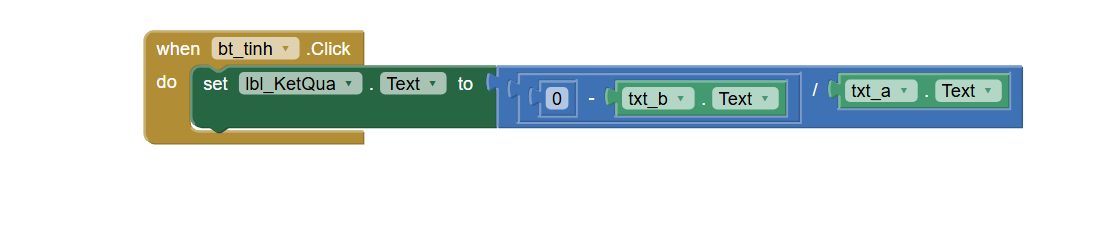 when bt_tinh .Click
do set lbl_KetQua . Text to 0 - txt_b . Text / txt_a . Text